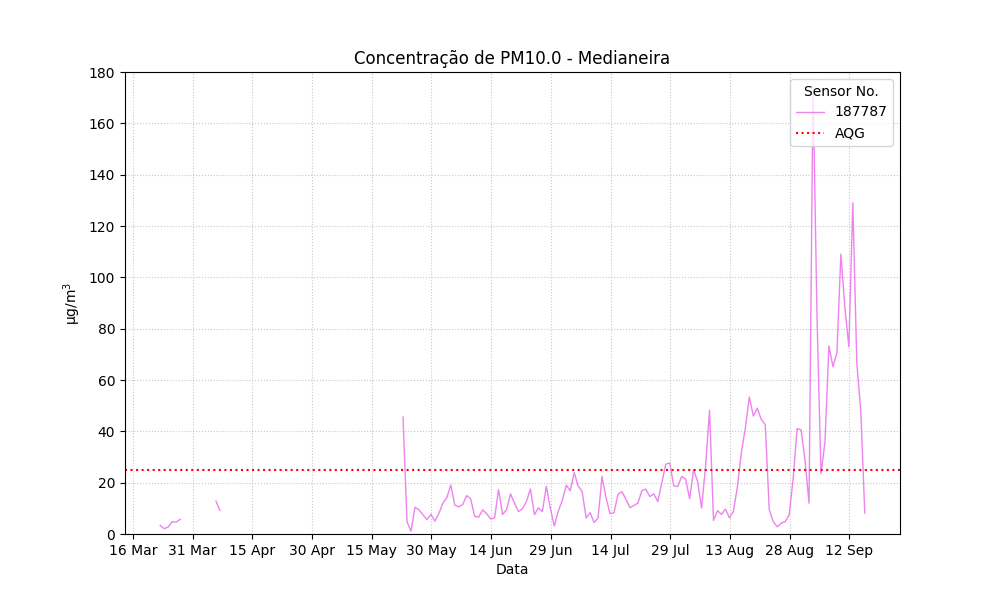 Concentração de PM10.0 - Medianeira
180
160
140
120
100
80
60
40
20
0
µg/m³
Sensor No.
187787
AQG
16 Mar 31 Mar 15 Apr 30 Apr 15 May 30 May 14 Jun 29 Jun 14 Jul 29 Jul 13 Aug 28 Aug 12 Sep
Data